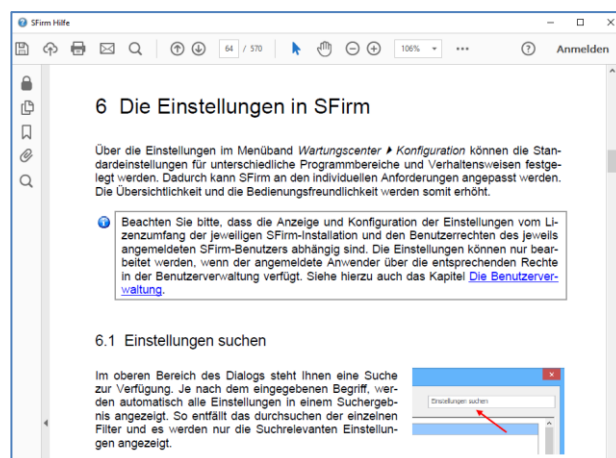 SFirm Hilfe
64 / 570
106%
Anmelden
6 Die Einstellungen in SFirm
Über die Einstellungen im Menüband Wartungscenter ▶ Konfiguration können die Stan-
dardeinstellungen für unterschiedliche Programmbereiche und Verhaltensweisen festge-
legt werden. Dadurch kann SFirm an den individuellen Anforderungen angepasst werden.
Die Übersichtlichkeit und die Bedienungsfreundlichkeit werden somit erhöht.
Beachten Sie bitte, dass die Anzeige und Konfiguration der Einstellungen vom Li-
zenzumfang der jeweiligen SFirm-Installation und den Benutzerrechten des jeweils
angemeldeten SFirm-Benutzers abhängig sind. Die Einstellungen können nur bear-
beitet werden, wenn der angemeldete Anwender über die entsprechenden Rechte
in der Benutzerverwaltung verfügt. Siehe hierzu auch das Kapitel Die Benutzerver-
waltung.
6.1 Einstellungen suchen
Im oberen Bereich des Dialogs steht Ihnen eine Suche
zur Verfügung. Je nach dem eingegebenen Begriff, wer-
den automatisch alle Einstellungen in einem Suchergeb-
nis angezeigt. So entfällt das durchsuchen der einzelnen
Filter und es werden nur die Suchrelevanten Einstellun-
gen angezeigt.
Einstellungen suchen